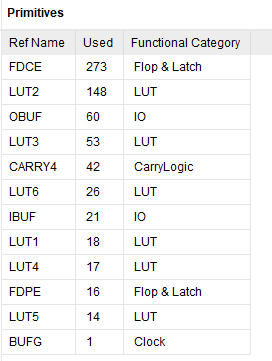 Primitives
Ref Name Used Functional Category
FDCE 273 Flop & Latch
LUT2 148 LUT
OBUF 60 IO
LUT3 53 LUT
CARRY4 42 CarryLogic
LUT6 26 LUT
IBUF 21 IO
LUT1 18 LUT
LUT4 17 LUT
FDPE 16 Flop & Latch
LUT5 14 LUT
BUFG 1 Clock